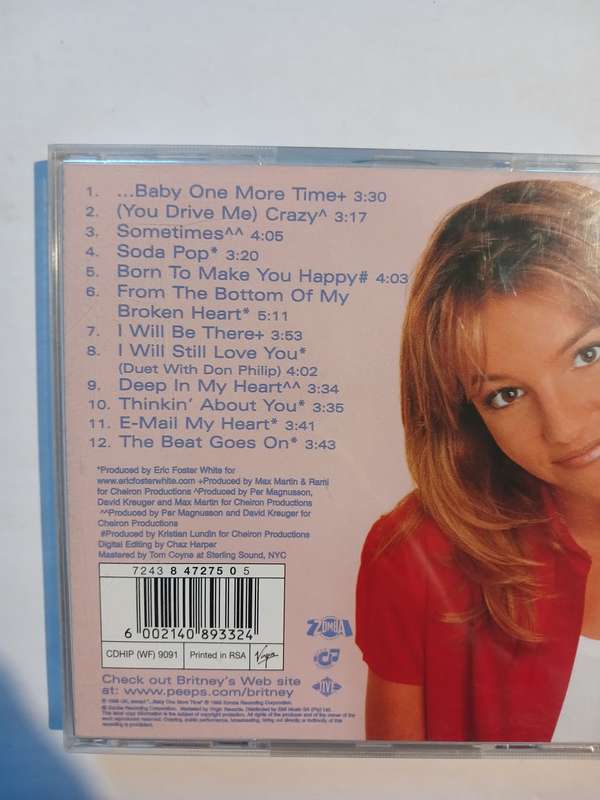 1. ...Baby One More Time+ 3:30
2. (You Drive Me) Crazy^ 3:17
3. Sometimes^^ 4:05
4. Soda Pop* 3:20
5. Born To Make You Happy# 4:03
6. From The Bottom Of My
Broken Heart* 5:11
7. I Will Be There+ 3:53
8. I Will Still Love You*
(Duet With Don Philip) 4:02
9. Deep In My Heart^^ 3:34
10. Thinkin' About You* 3:35
11. E-Mail My Heart* 3:41
12. The Beat Goes On* 3:43
*Produced by Eric Foster White for
www.ericfosterwhite.com +Produced by Max Martin & Rami
for Cheiron Productions ^Produced by Per Magnusson,
David Kreuger and Max Martin for Cheiron Productions
^^Produced by Per Magnusson and David Kreuger for
Cheiron Productions
#Produced by Kristian Lundin for Cheiron Productions
Digital Editing by Chaz Harper
Mastered by Tom Coyne at Sterling Sound, NYC
7243 8 47275 0 5
6 002140 893324
CDHIP (WF) 9091 Printed in RSA Virgin
ZOMBA
JIVE
Check out Britney's Web site
at: www.peeps.com/britney